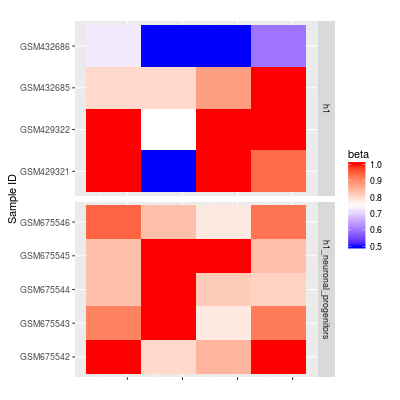 Sample ID
GSM432686
GSM432685
GSM429322
GSM429321
h1
GSM675546
GSM675545
GSM675544
GSM675543
GSM675542
h1_neuronal_progenitors
beta
1.0
0.9
0.8
0.7
0.6
0.5